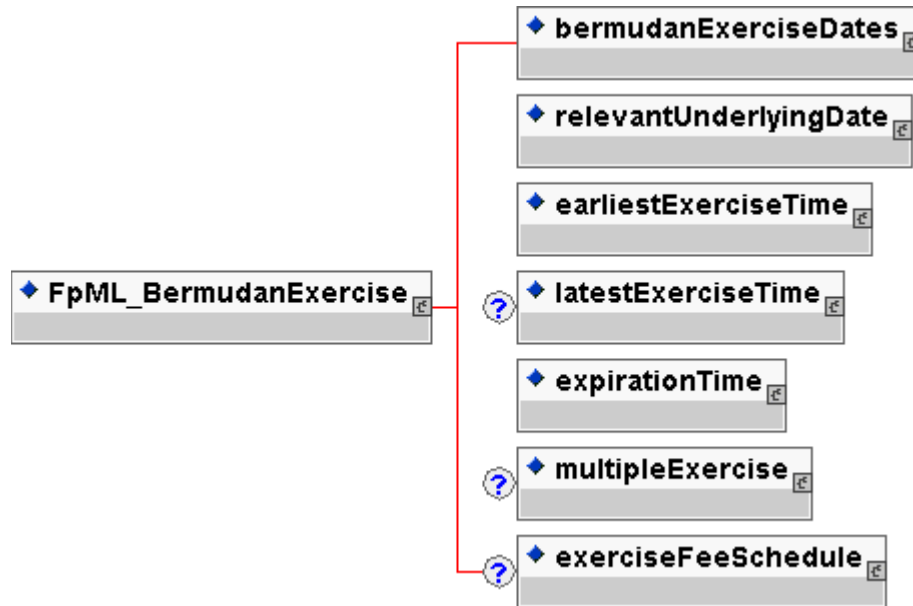 bermudanExerciseDates
relevantUnderlyingDate
earliestExerciseTime
FpML_BermudanExercise
? latestExerciseTime
expirationTime
? multipleExercise
? exerciseFeeSchedule